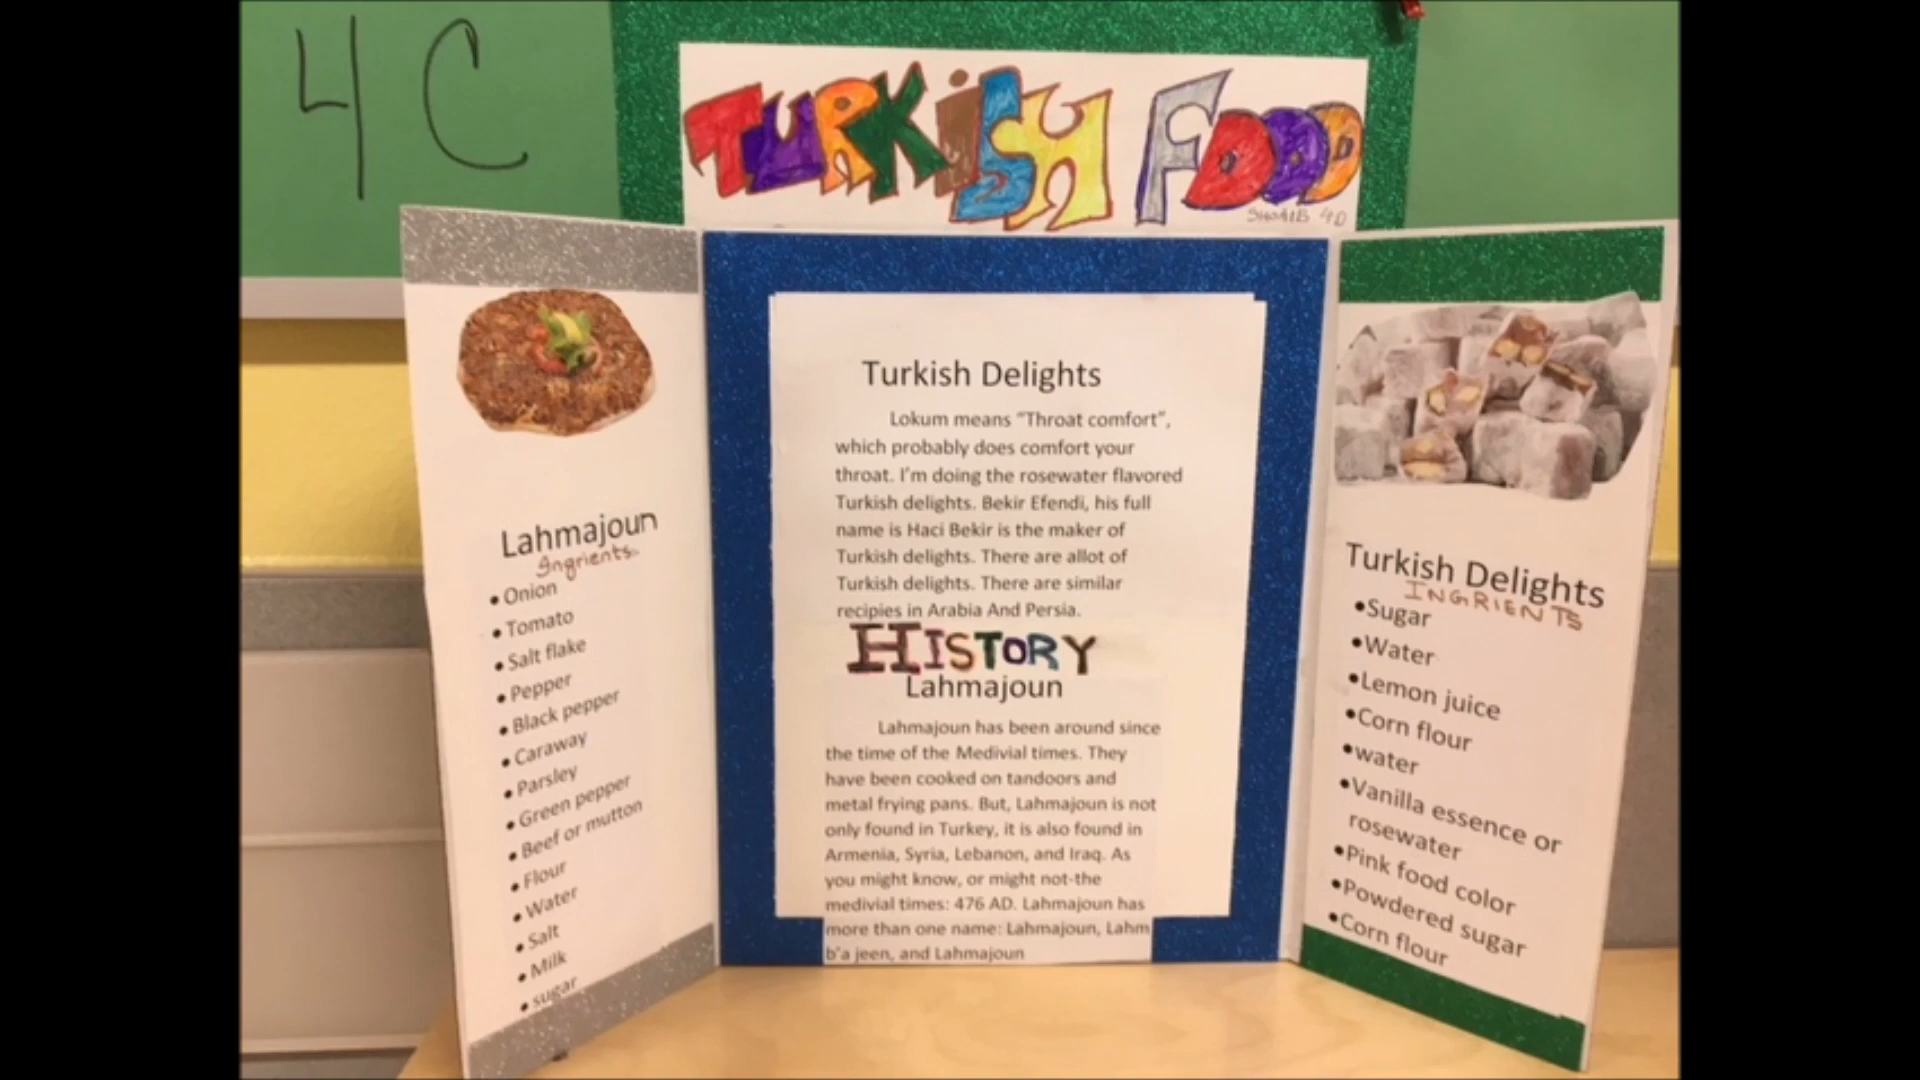 4 C
TURKiSH FOOD
SHOAIB 4D
Lahmajoun
Ingrients
• Onion
• Tomato
• Salt flake
• Pepper
• Black pepper
• Caraway
• Parsley
• Green pepper
• Beef or mutton
• Flour
• Water
• Salt
• Milk
• sugar
Turkish Delights
Lokum means “Throat comfort”,
which probably does comfort your
throat. I’m doing the rosewater flavored
Turkish delights. Bekir Efendi, his full
name is Haci Bekir is the maker of
Turkish delights. There are allot of
Turkish delights. There are similar
recipies in Arabia And Persia.
HISTORY
Lahmajoun
Lahmajoun has been around since
the time of the Medivial times. They
have been cooked on tandoors and
metal frying pans. But, Lahmajoun is not
only found in Turkey, it is also found in
Armenia, Syria, Lebanon, and Iraq. As
you might know, or might not-the
medivial times: 476 AD. Lahmajoun has
more than one name: Lahmajoun, Lahm
b’a jeen, and Lahmajoun
Turkish Delights
INGRIENTS
•Sugar
•Water
•Lemon juice
•Corn flour
•water
•Vanilla essence or
rosewater
•Pink food color
•Powdered sugar
•Corn flour